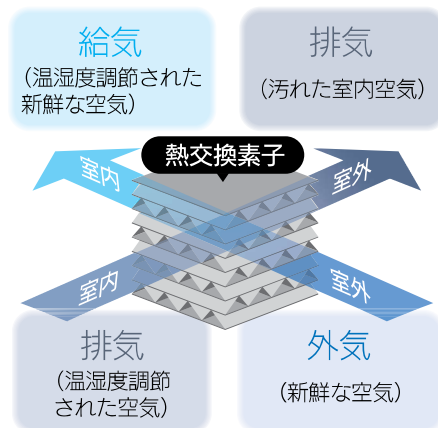 給気
（温湿度調節された
新鮮な空気）
排気
（汚れた室内空気）
熱交換素子
室内
室外
室内
室外
排気
（温湿度調節
された空気）
外気
（新鮮な空気）